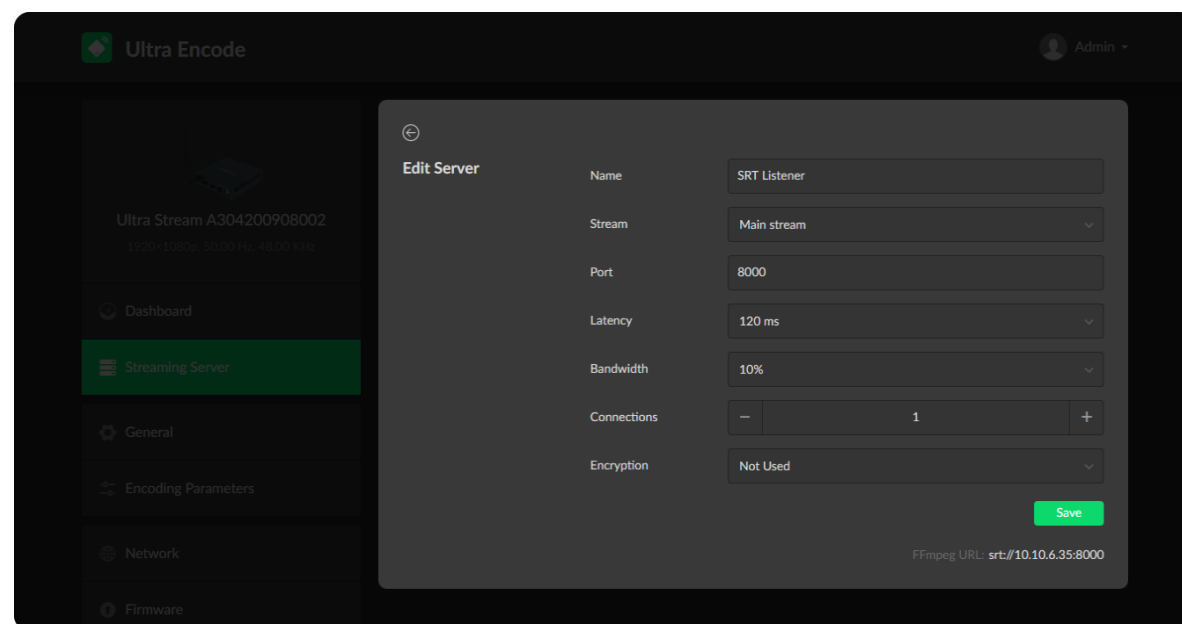 Ultra Encode
Admin
Ultra Stream A304200908002
1920×1080p, 50.00 Hz, 48.00 KHz
Dashboard
Streaming Server
General
Encoding Parameters
Network
Firmware
Edit Server
Name SRT Listener
Stream Main stream
Port 8000
Latency 120 ms
Bandwidth 10%
Connections − 1 +
Encryption Not Used
Save
FFmpeg URL: srt://10.10.6.35:8000